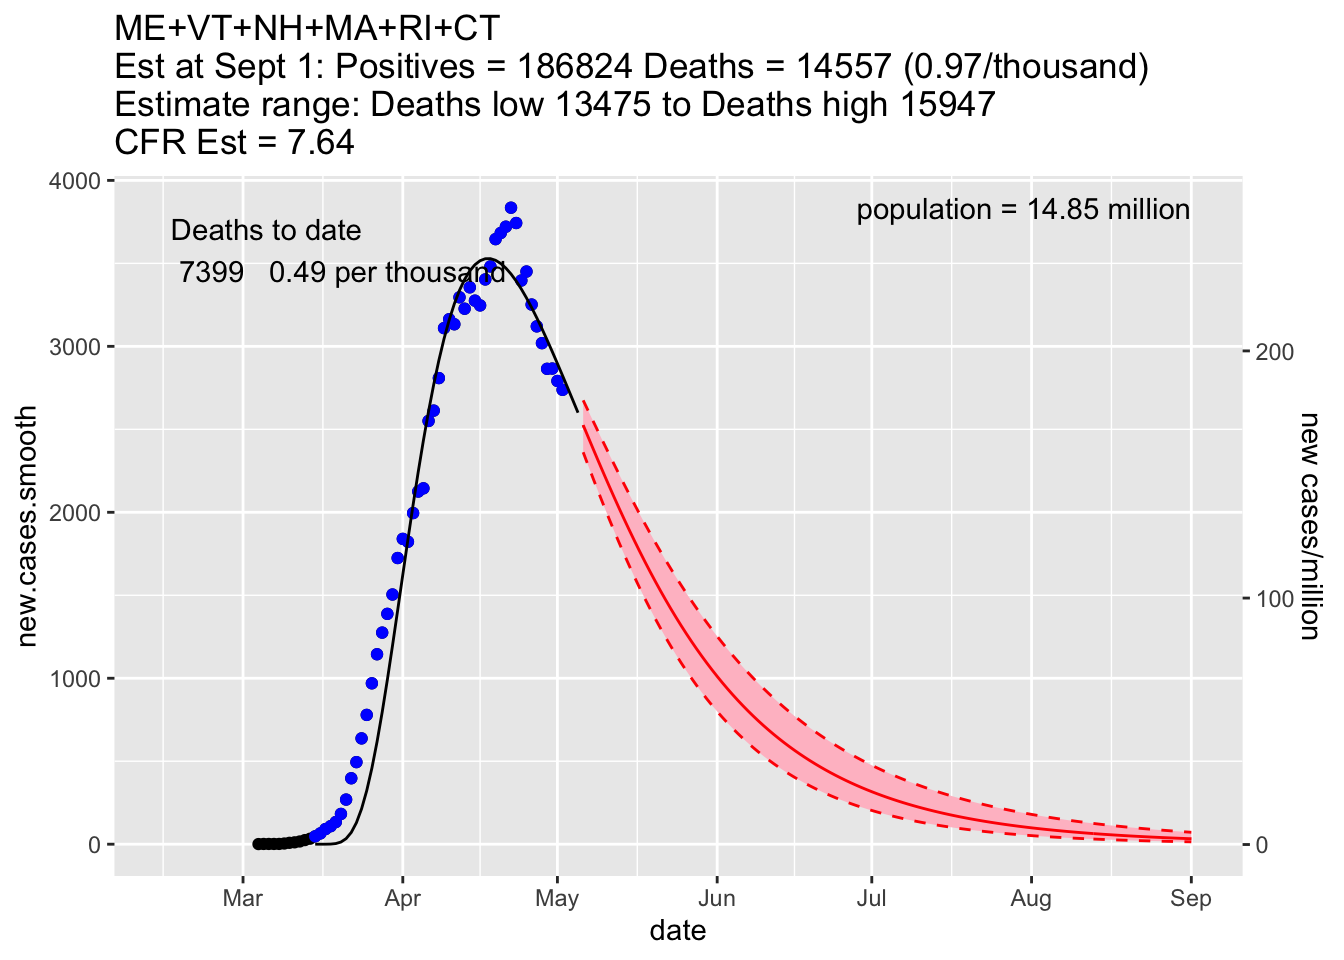 ME+VT+NH+MA+RI+CT
Est at Sept 1: Positives = 186824 Deaths = 14557 (0.97/thousand)
Estimate range: Deaths low 13475 to Deaths high 15947
CFR Est = 7.64
4000
3000
2000
1000
0
new.cases.smooth
Deaths to date
7399 0.49 per thousand
population = 14.85 million
200
100
0
new cases/million
Mar Apr May Jun Jul Aug Sep
date